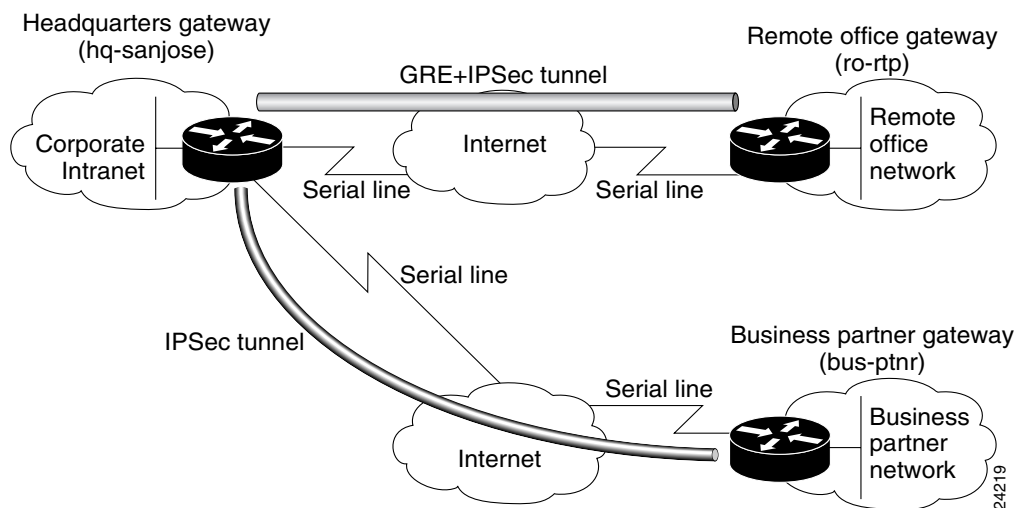 Headquarters gateway
(hq-sanjose)
Remote office gateway
(ro-rtp)
GRE+IPSec tunnel
Corporate
Intranet
Internet
Remote
office
network
Serial line
Serial line
Serial line
IPSec tunnel
Business partner gateway
(bus-ptnr)
Serial line
Internet
Business
partner
network
24219